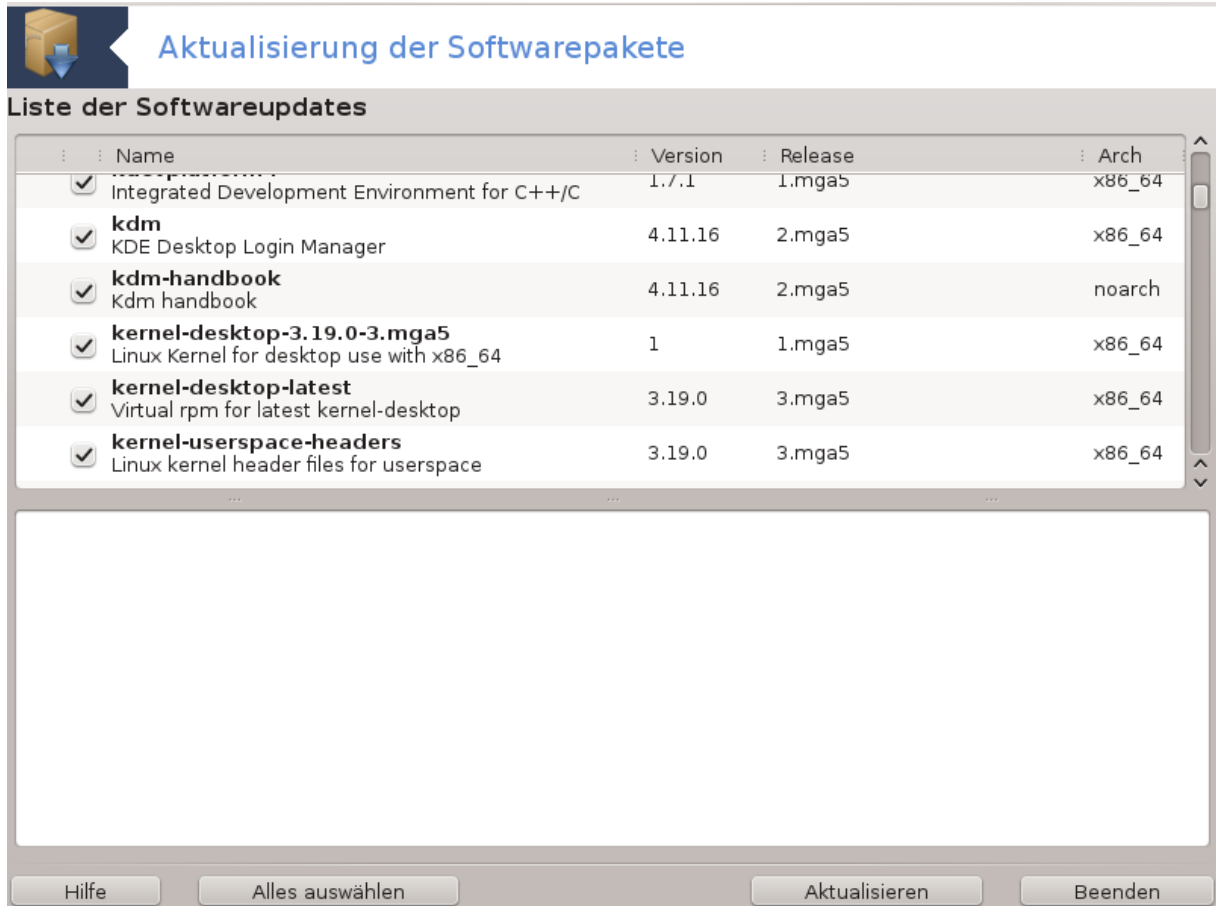 Aktualisierung der Softwarepakete
Liste der Softwareupdates
Name Version Release Arch
1.7.1 1.mga5 x86_64
Integrated Development Environment for C++/C
kdm 4.11.16 2.mga5 x86_64
KDE Desktop Login Manager
kdm-handbook 4.11.16 2.mga5 noarch
Kdm handbook
kernel-desktop-3.19.0-3.mga5 1 1.mga5 x86_64
Linux Kernel for desktop use with x86_64
kernel-desktop-latest 3.19.0 3.mga5 x86_64
Virtual rpm for latest kernel-desktop
kernel-userspace-headers 3.19.0 3.mga5 x86_64
Linux kernel header files for userspace
Hilfe Alles auswählen Aktualisieren Beenden